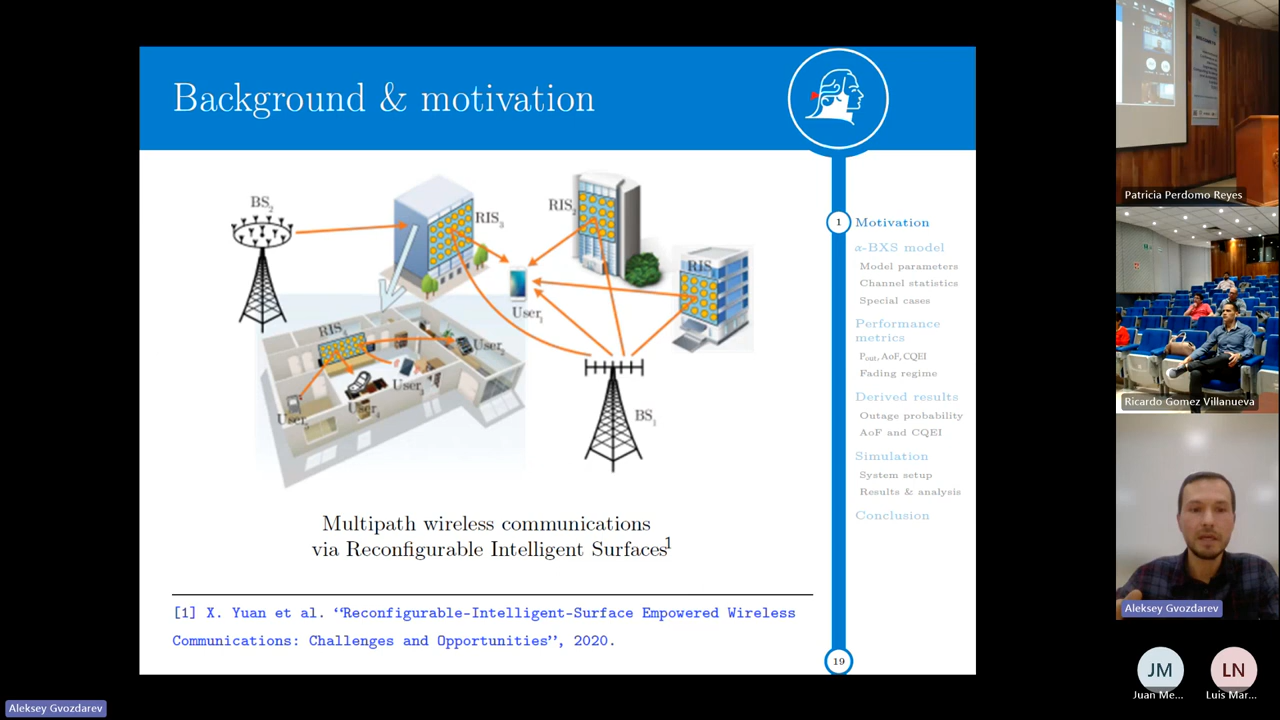 Background & motivation
BS2
RIS3
RIS2
RIS
User1
RIS4
User2
User3
User4
BS1
Multipath wireless communications
via Reconfigurable Intelligent Surfaces1
[1] X. Yuan et al. “Reconfigurable-Intelligent-Surface Empowered Wireless
Communications: Challenges and Opportunities”, 2020.
1
Motivation
α-BXS model
Model parameters
Channel statistics
Special cases
Performance
metrics
Pout, AoF, CQEI
Fading regime
Derived results
Outage probability
AoF and CQEI
Simulation
System setup
Results & analysis
Conclusion
19
Patricia Perdomo Reyes
Ricardo Gomez Villanueva
Aleksey Gvozdarev
JM
LN
Juan Me...
Luis Mar...
Aleksey Gvozdarev